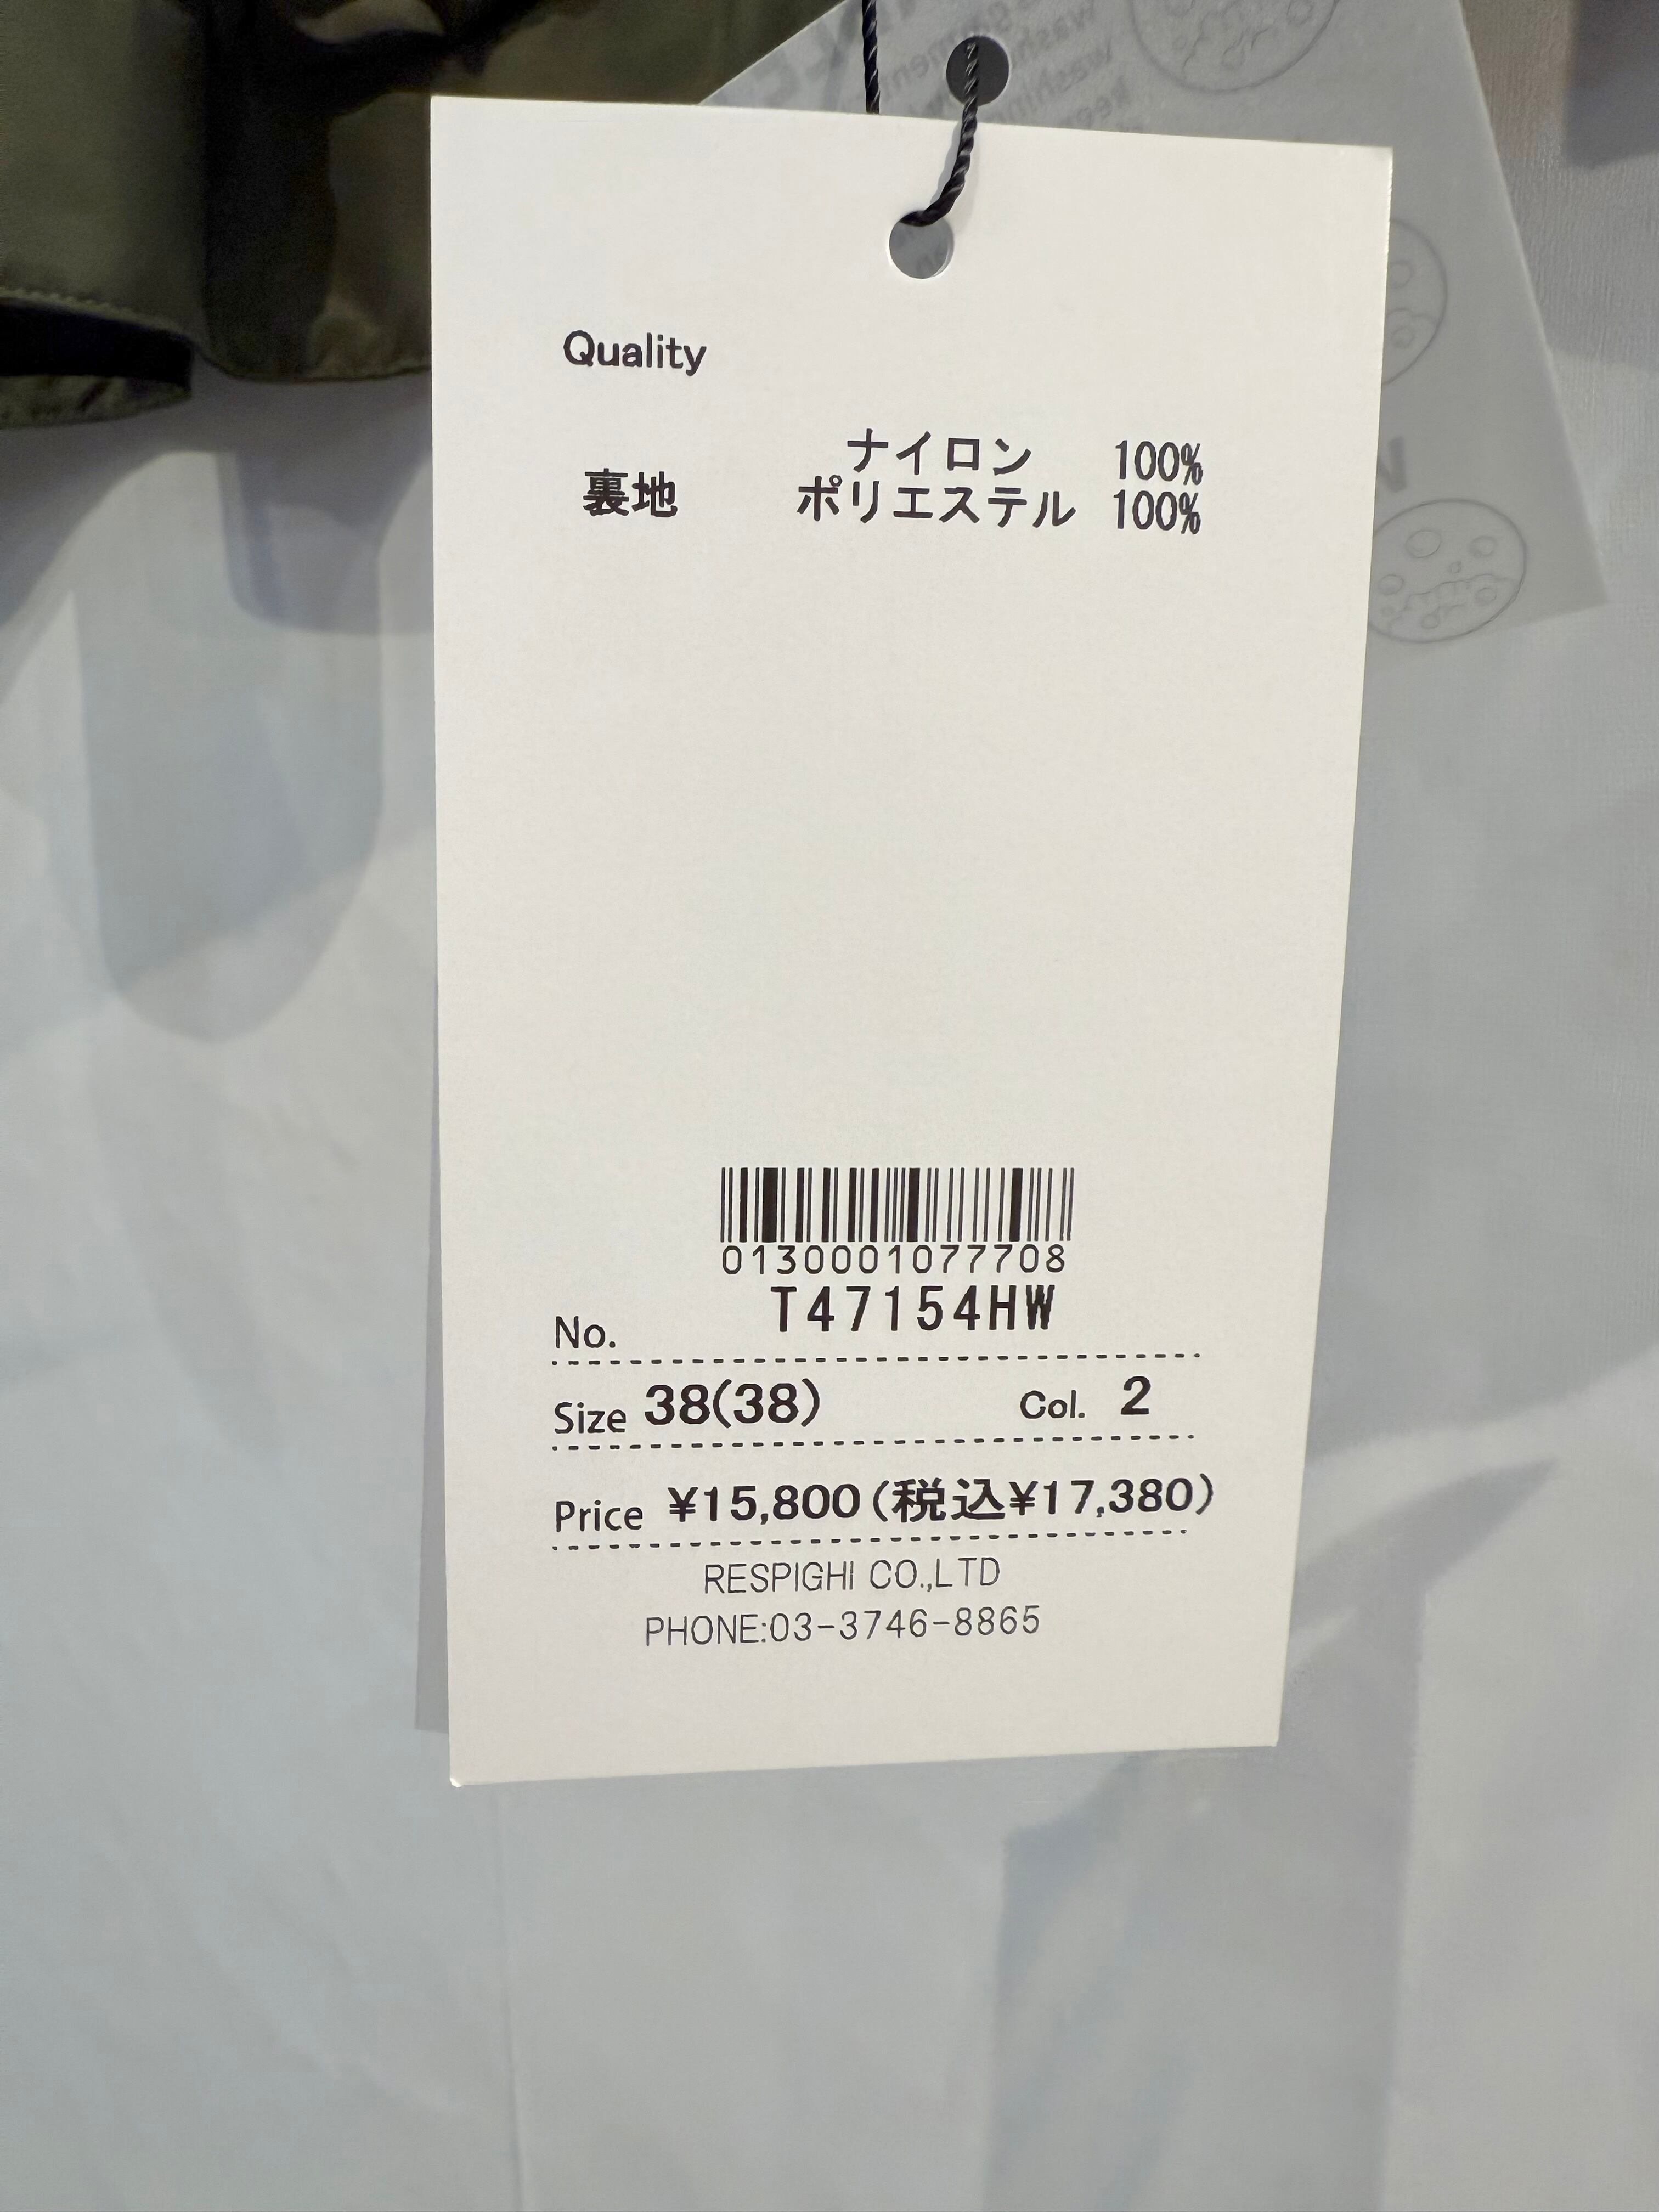 Quality
ナイロン 100%
裏地 ポリエステル 100%
0130001077708
No. T47154HW
Size 38(38) Col. 2
Price ¥15,800(税込¥17,380)
RESPIGHI CO.,LTD
PHONE:03-3746-8865